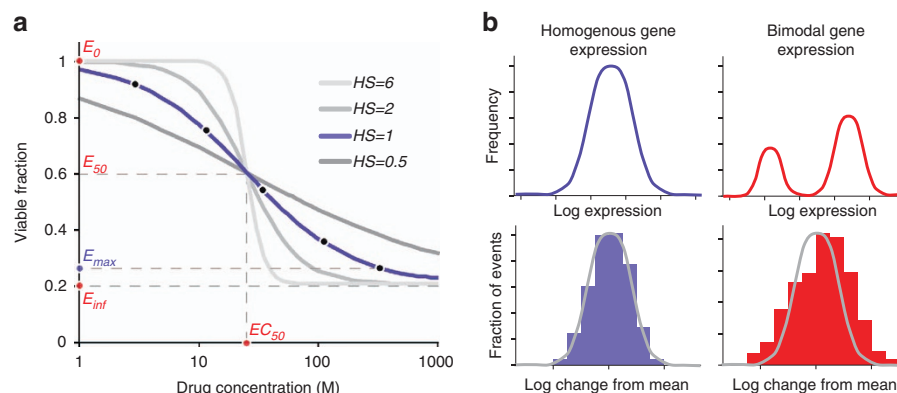 a
E0
E50
Emax
Einf
EC50
HS=6
HS=2
HS=1
HS=0.5
Viable fraction
1
0.8
0.6
0.4
0.2
0
1
10
100
1000
Drug concentration (M)
b
Homogenous gene
expression
Bimodal gene
expression
Frequency
Log expression
Log expression
Fraction of events
Log change from mean
Log change from mean